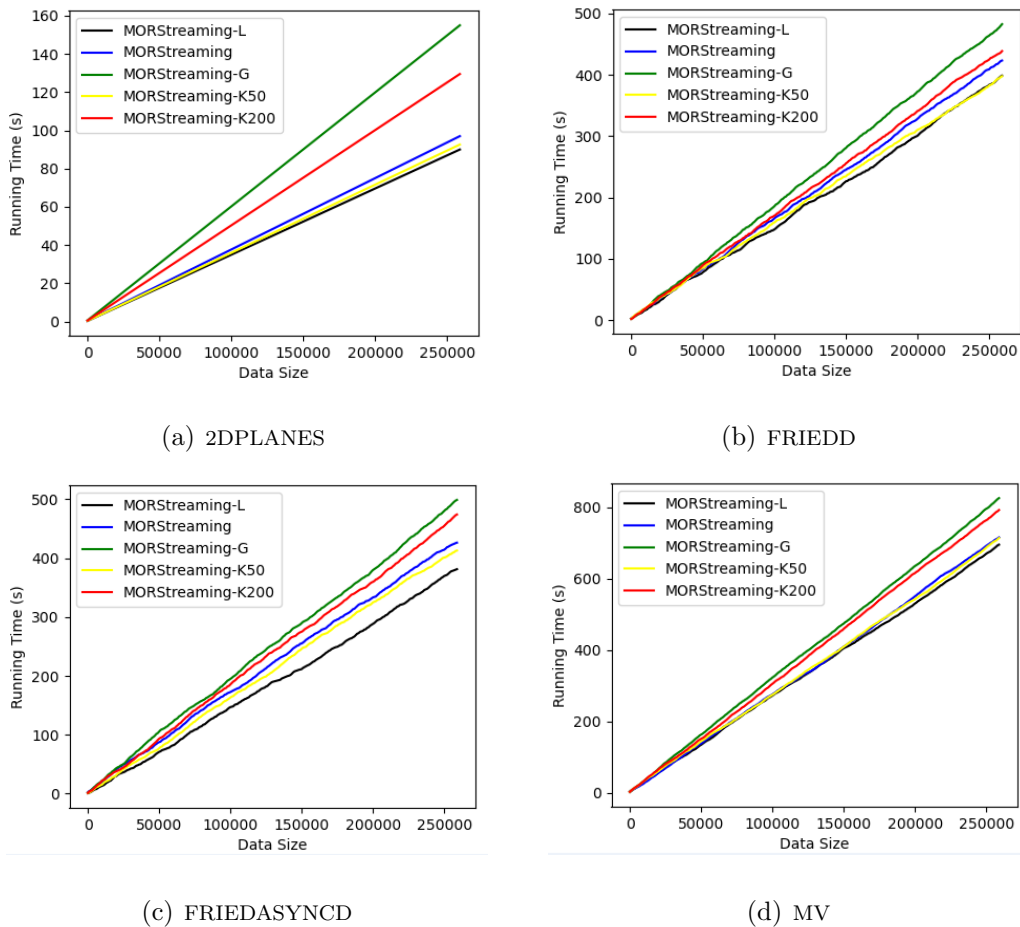 160
140
120
100
80
60
40
20
0
Running Time (s)
MORStreaming-L
MORStreaming
MORStreaming-G
MORStreaming-K50
MORStreaming-K200
0 50000 100000 150000 200000 250000
Data Size
(a) 2DPLANES
500
400
300
200
100
0
Running Time (s)
MORStreaming-L
MORStreaming
MORStreaming-G
MORStreaming-K50
MORStreaming-K200
0 50000 100000 150000 200000 250000
Data Size
(b) FRIEDD
500
400
300
200
100
0
Running Time (s)
MORStreaming-L
MORStreaming
MORStreaming-G
MORStreaming-K50
MORStreaming-K200
0 50000 100000 150000 200000 250000
Data Size
(c) FRIEDASYNCD
800
600
400
200
0
Running Time (s)
MORStreaming-L
MORStreaming
MORStreaming-G
MORStreaming-K50
MORStreaming-K200
0 50000 100000 150000 200000 250000
Data Size
(d) MV